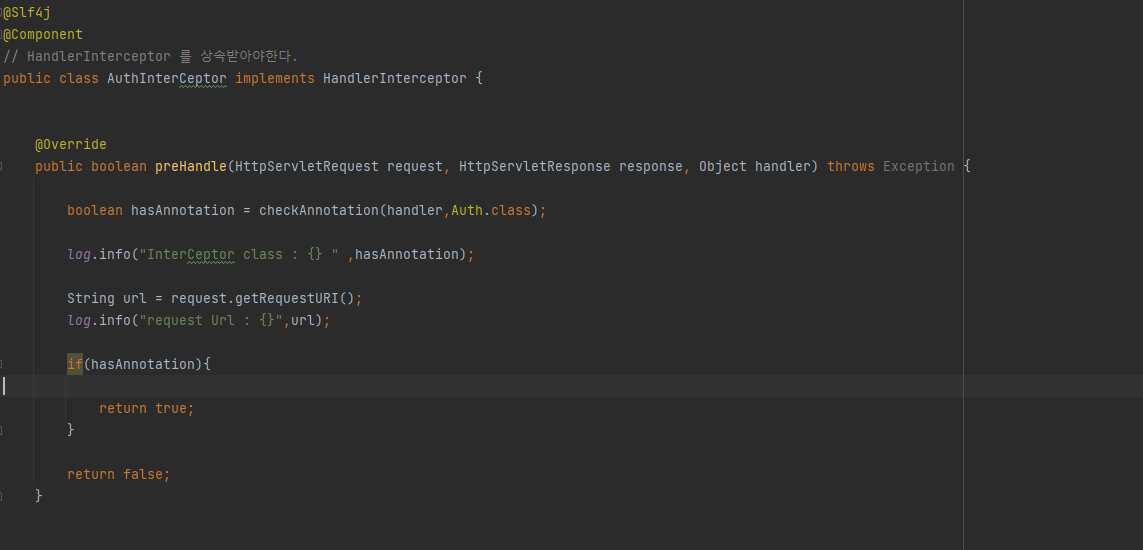 @Slf4j
@Component
// HandlerInterceptor 를 상속받아야한다.
public class AuthInterCeptor implements HandlerInterceptor {
@Override
public boolean preHandle(HttpServletRequest request, HttpServletResponse response, Object handler) throws Exception {
boolean hasAnnotation = checkAnnotation(handler,Auth.class);
log.info("InterCeptor class : {} " ,hasAnnotation);
String url = request.getRequestURI();
log.info("request Url : {}",url);
if(hasAnnotation){
return true;
}
return false;
}